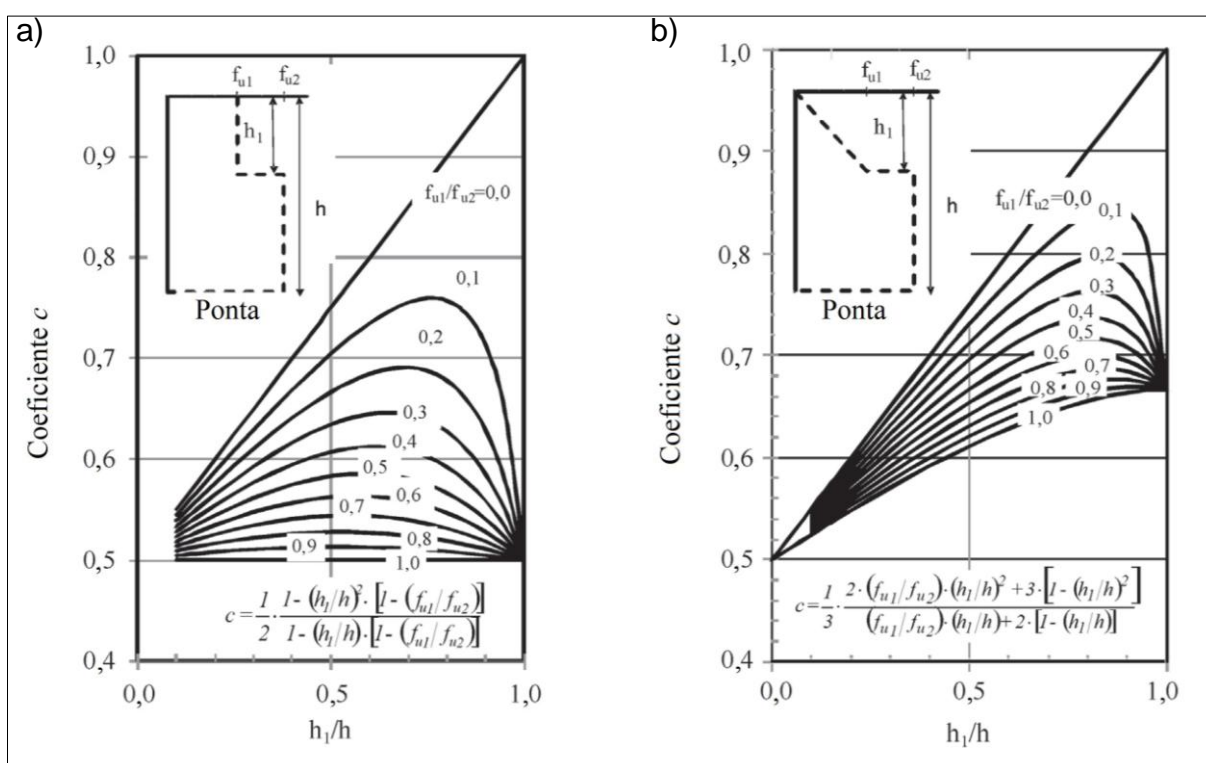 a)
Coeficiente c
1,0
0,9
0,8
0,7
0,6
0,5
0,4
f_u1 f_u2
h_1
h
Ponta
f_u1/f_u2=0,0
0,1
0,2
0,3
0,4
0,5
0,6
0,7
0,8
0,9
1,0
c = 1/2 · (1 - (h_1/h)^2 · [1 - (f_u1/f_u2)]) / (1 - (h_1/h) · [1 - (f_u1/f_u2)])
0,0 0,5 1,0
h_1/h
b)
Coeficiente c
1,0
0,9
0,8
0,7
0,6
0,5
0,4
f_u1 f_u2
h_1
h
Ponta
f_u1/f_u2=0,0
0,1
0,2
0,3
0,4
0,5
0,6
0,7
0,8
0,9
1,0
c = 1/3 · (2 · (f_u1/f_u2) · (h_1/h)^2 + 3 · [1 - (h_1/h)^2]) / ((f_u1/f_u2) · (h_1/h) + 2 · [1 - (h_1/h)])
0,0 0,5 1,0
h_1/h